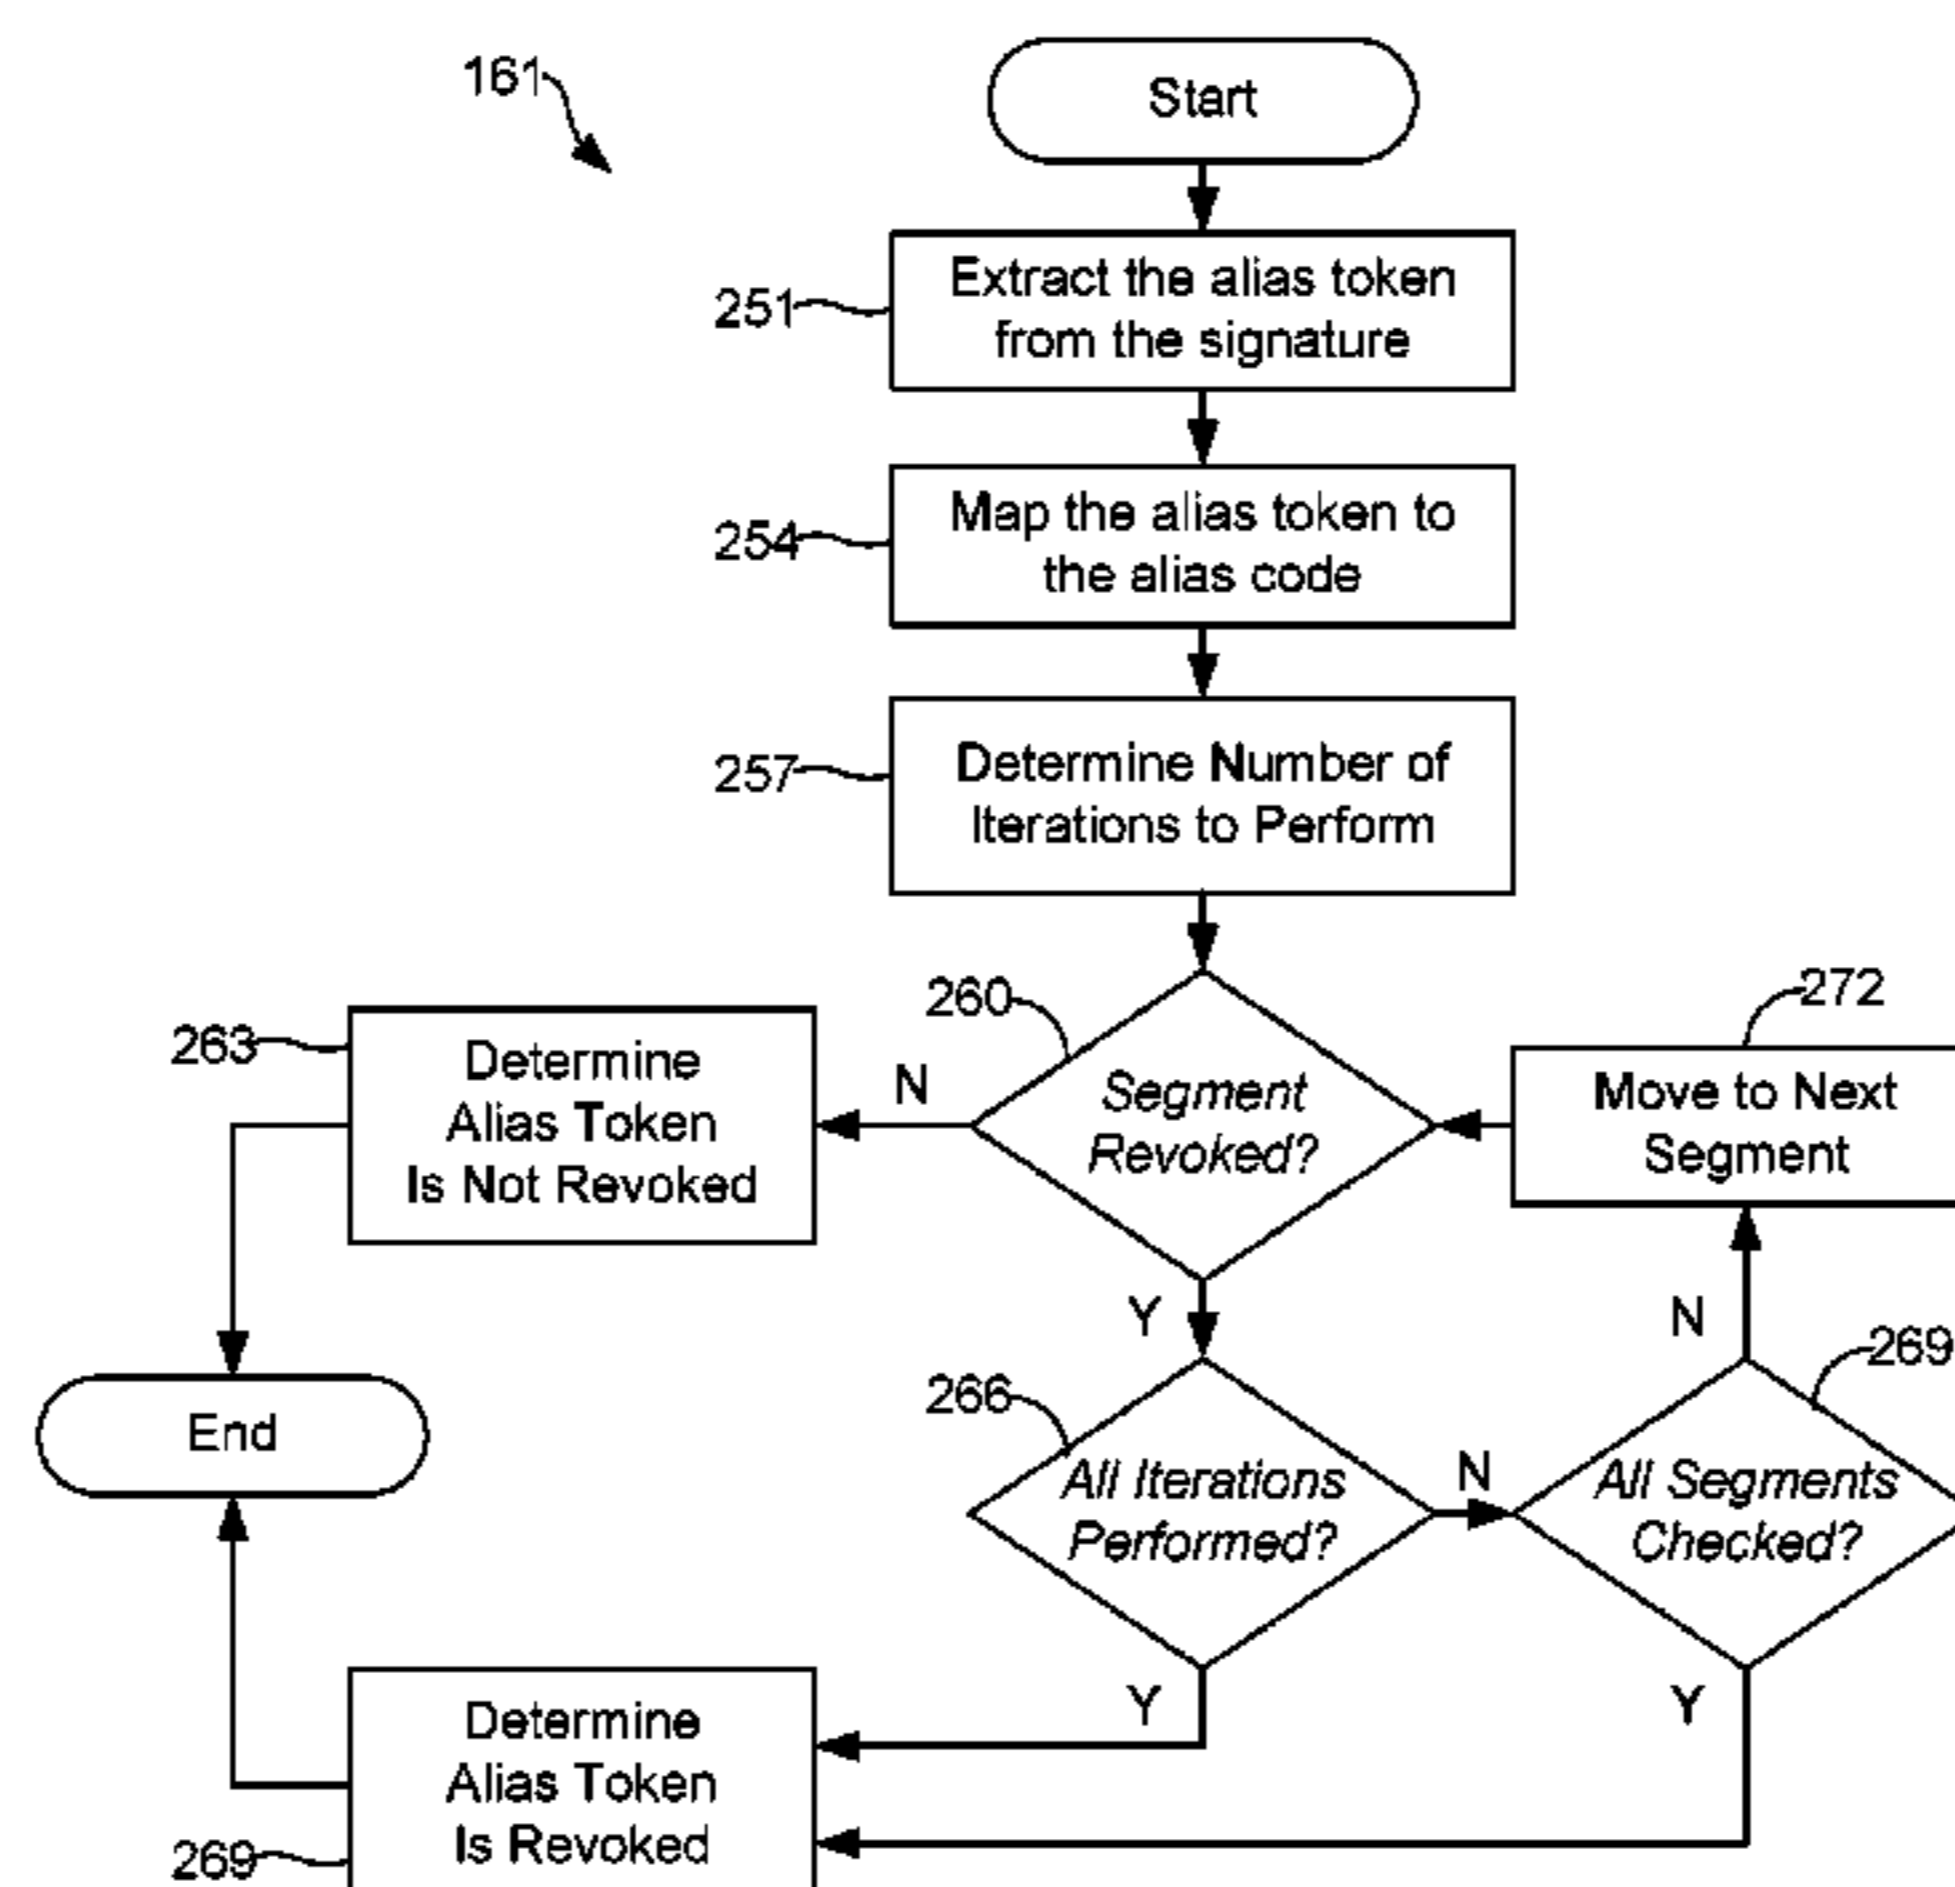 161
Start
251
Extract the alias token
from the signature
254
Map the alias token to
the alias code
257
Determine Number of
Iterations to Perform
260
272
263
Determine
Alias Token
Is Not Revoked
N
Segment
Revoked?
Move to Next
Segment
Y
N
269
266
End
All Iterations
Performed?
N
All Segments
Checked?
Y
Y
Determine
Alias Token
Is Revoked
269